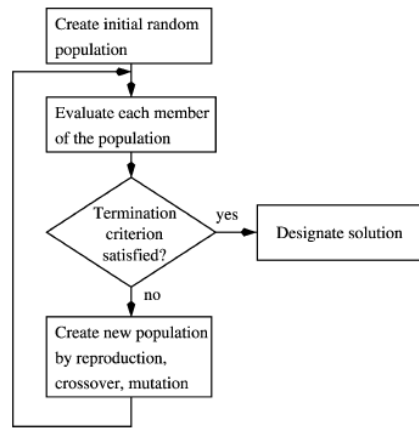 Create initial random
population
Evaluate each member
of the population
Termination
criterion
satisfied?
yes
Designate solution
no
Create new population
by reproduction,
crossover, mutation